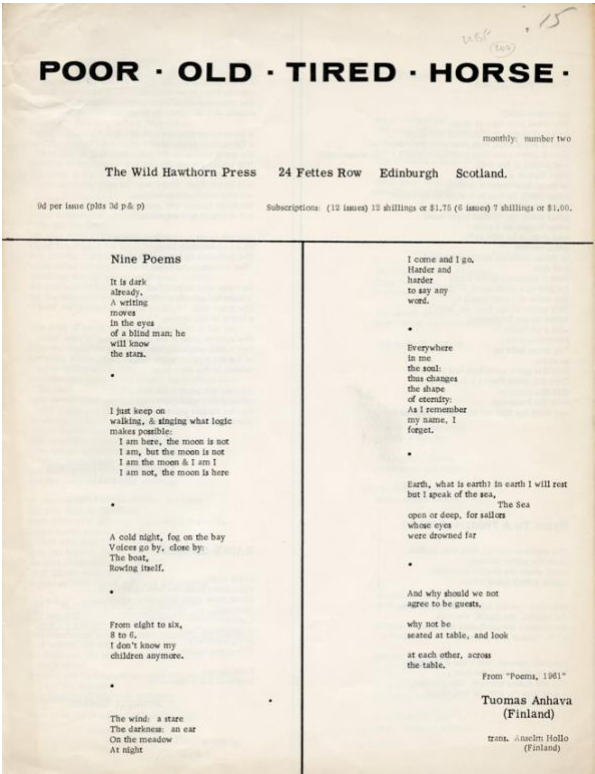 .15
POOR · OLD · TIRED · HORSE ·
monthly: number two
The Wild Hawthorn Press 24 Fettes Row Edinburgh Scotland.
9d per issue (plus 3d p & p)
Subscriptions: (12 issues) 12 shillings or $1.75 (6 issues) 7 shillings or $1.00.
Nine Poems
It is dark
already,
A writing
moves
in the eyes
of a blind man; he
will know
the stars.
•
I just keep on
walking, & singing what logic
makes possible:
I am here, the moon is not
I am, but the moon is not
I am the moon & I am I
I am not, the moon is here
•
A cold night, fog on the bay
Voices go by, close by:
The boat,
Rowing itself.
•
From eight to six,
8 to 6,
I don't know my
children anymore.
•
The wind: a stare
The darkness: an ear
On the meadow
At night
•
I come and I go,
Harder and
harder
to say any
word.
•
Everywhere
in me
the soul:
thus changes
the shape
of eternity:
As I remember
my name, I
forget.
•
Earth, what is earth? in earth I will rest
but I speak of the sea,
The Sea
open or deep, for sailors
whose eyes
were drowned far
•
And why should we not
agree to be guests,
why not be
seated at table, and look
at each other, across
the table.
From "Poems, 1961"
Tuomas Anhava
(Finland)
trans. Anselm Hollo
(Finland)